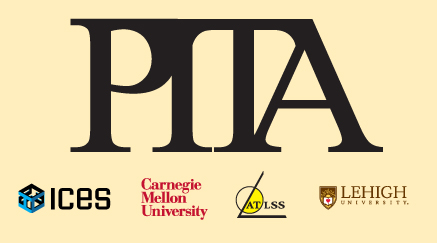 PITA
ICES
Carnegie
Mellon
University
ATLSS
LEHIGH
UNIVERSITY.